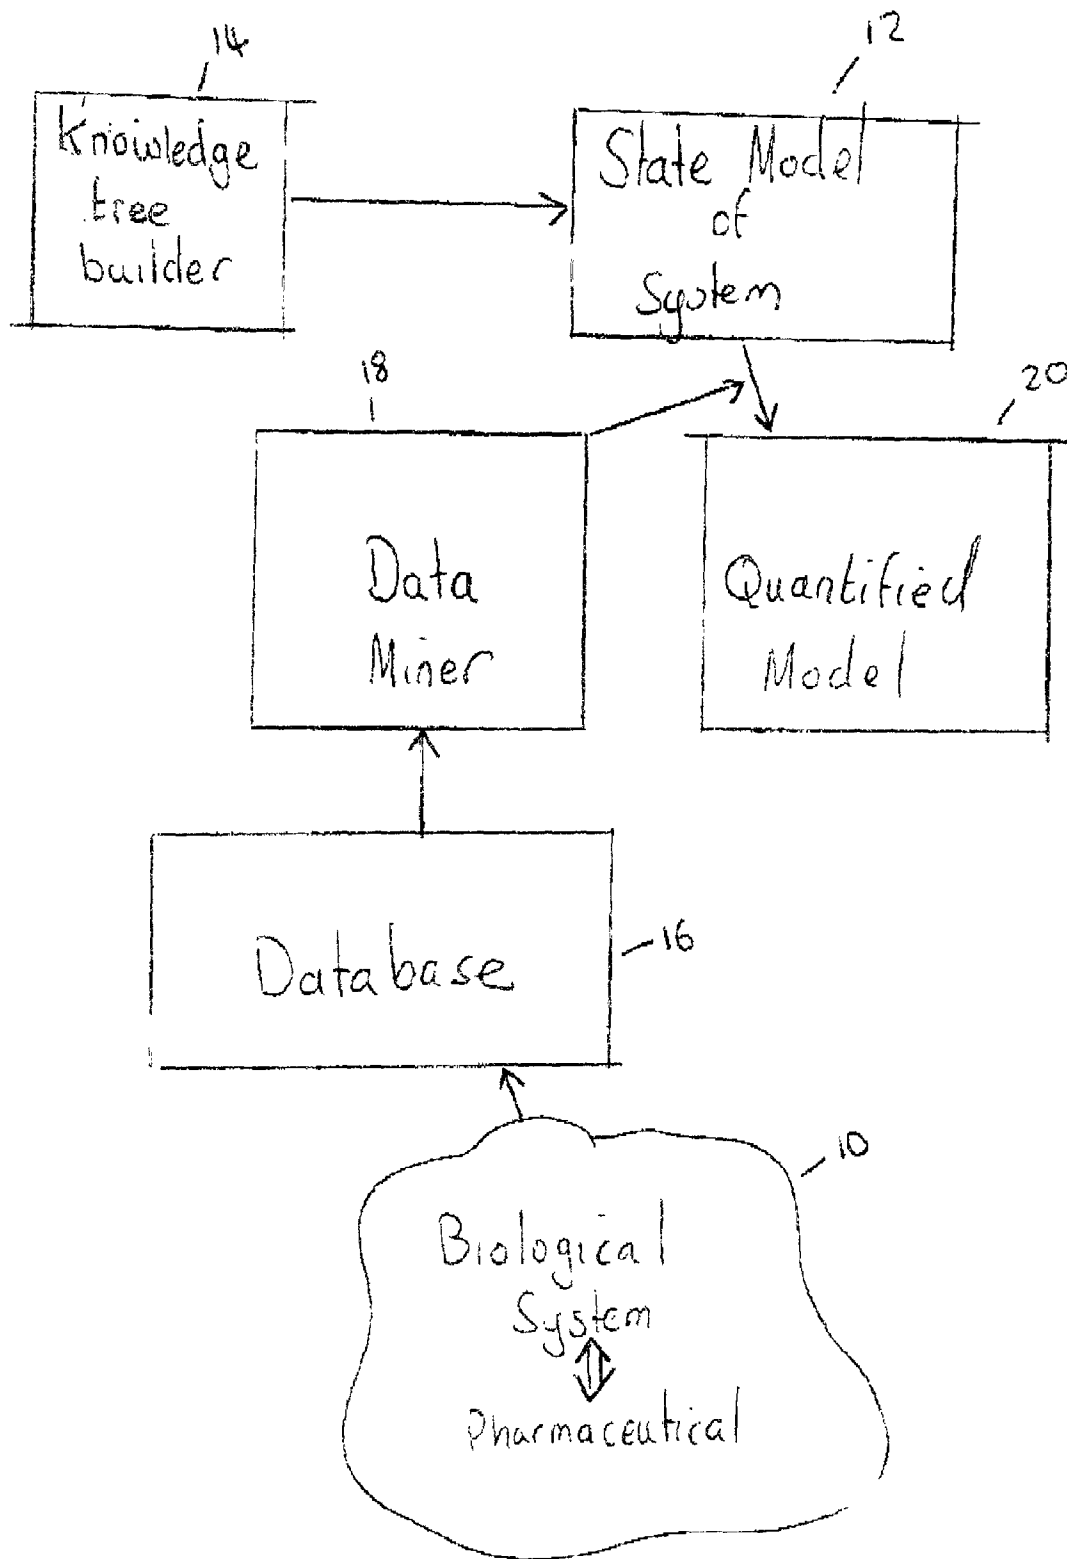 14
12
Knowledge
tree
builder
State Model
of
System
18
20
Data
Miner
Quantified
Model
Database
16
10
Biological
System
Pharmaceutical